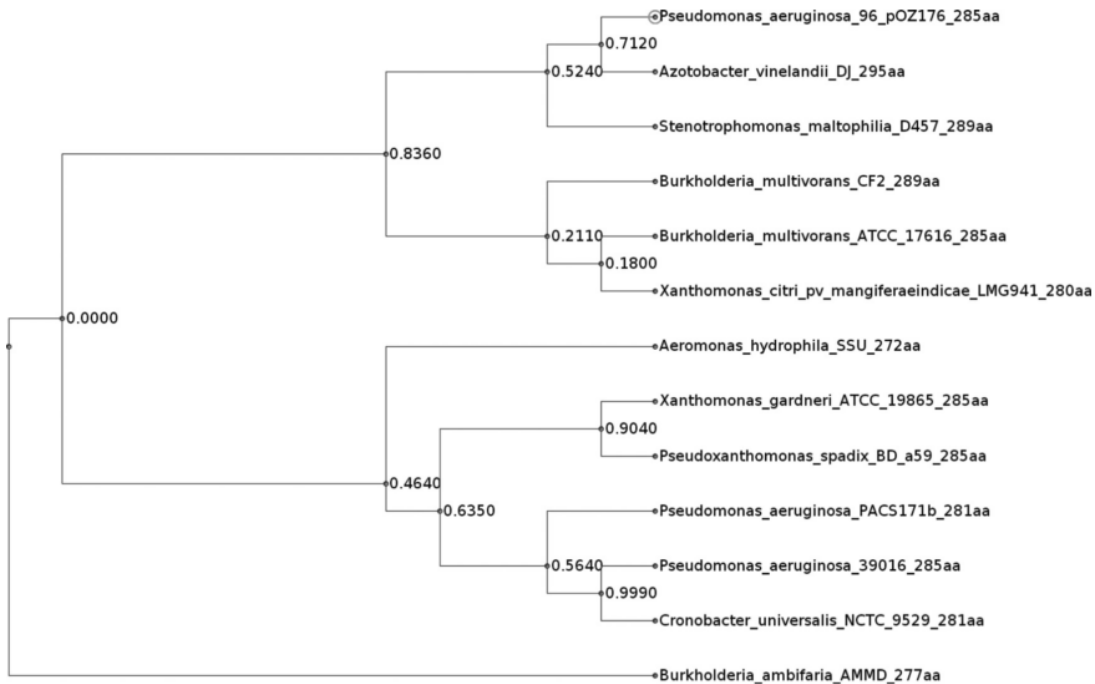 Pseudomonas_aeruginosa_96_pOZ176_285aa
0.7120
0.5240
Azotobacter_vinelandii_DJ_295aa
Stenotrophomonas_maltophilia_D457_289aa
0.8360
Burkholderia_multivorans_CF2_289aa
0.2110
Burkholderia_multivorans_ATCC_17616_285aa
0.1800
Xanthomonas_citri_pv_mangiferaeindicae_LMG941_280aa
0.0000
Aeromonas_hydrophila_SSU_272aa
Xanthomonas_gardneri_ATCC_19865_285aa
0.9040
Pseudoxanthomonas_spadix_BD_a59_285aa
0.4640
0.6350
Pseudomonas_aeruginosa_PACS171b_281aa
0.5640
Pseudomonas_aeruginosa_39016_285aa
0.9990
Cronobacter_universalis_NCTC_9529_281aa
Burkholderia_ambifaria_AMMD_277aa